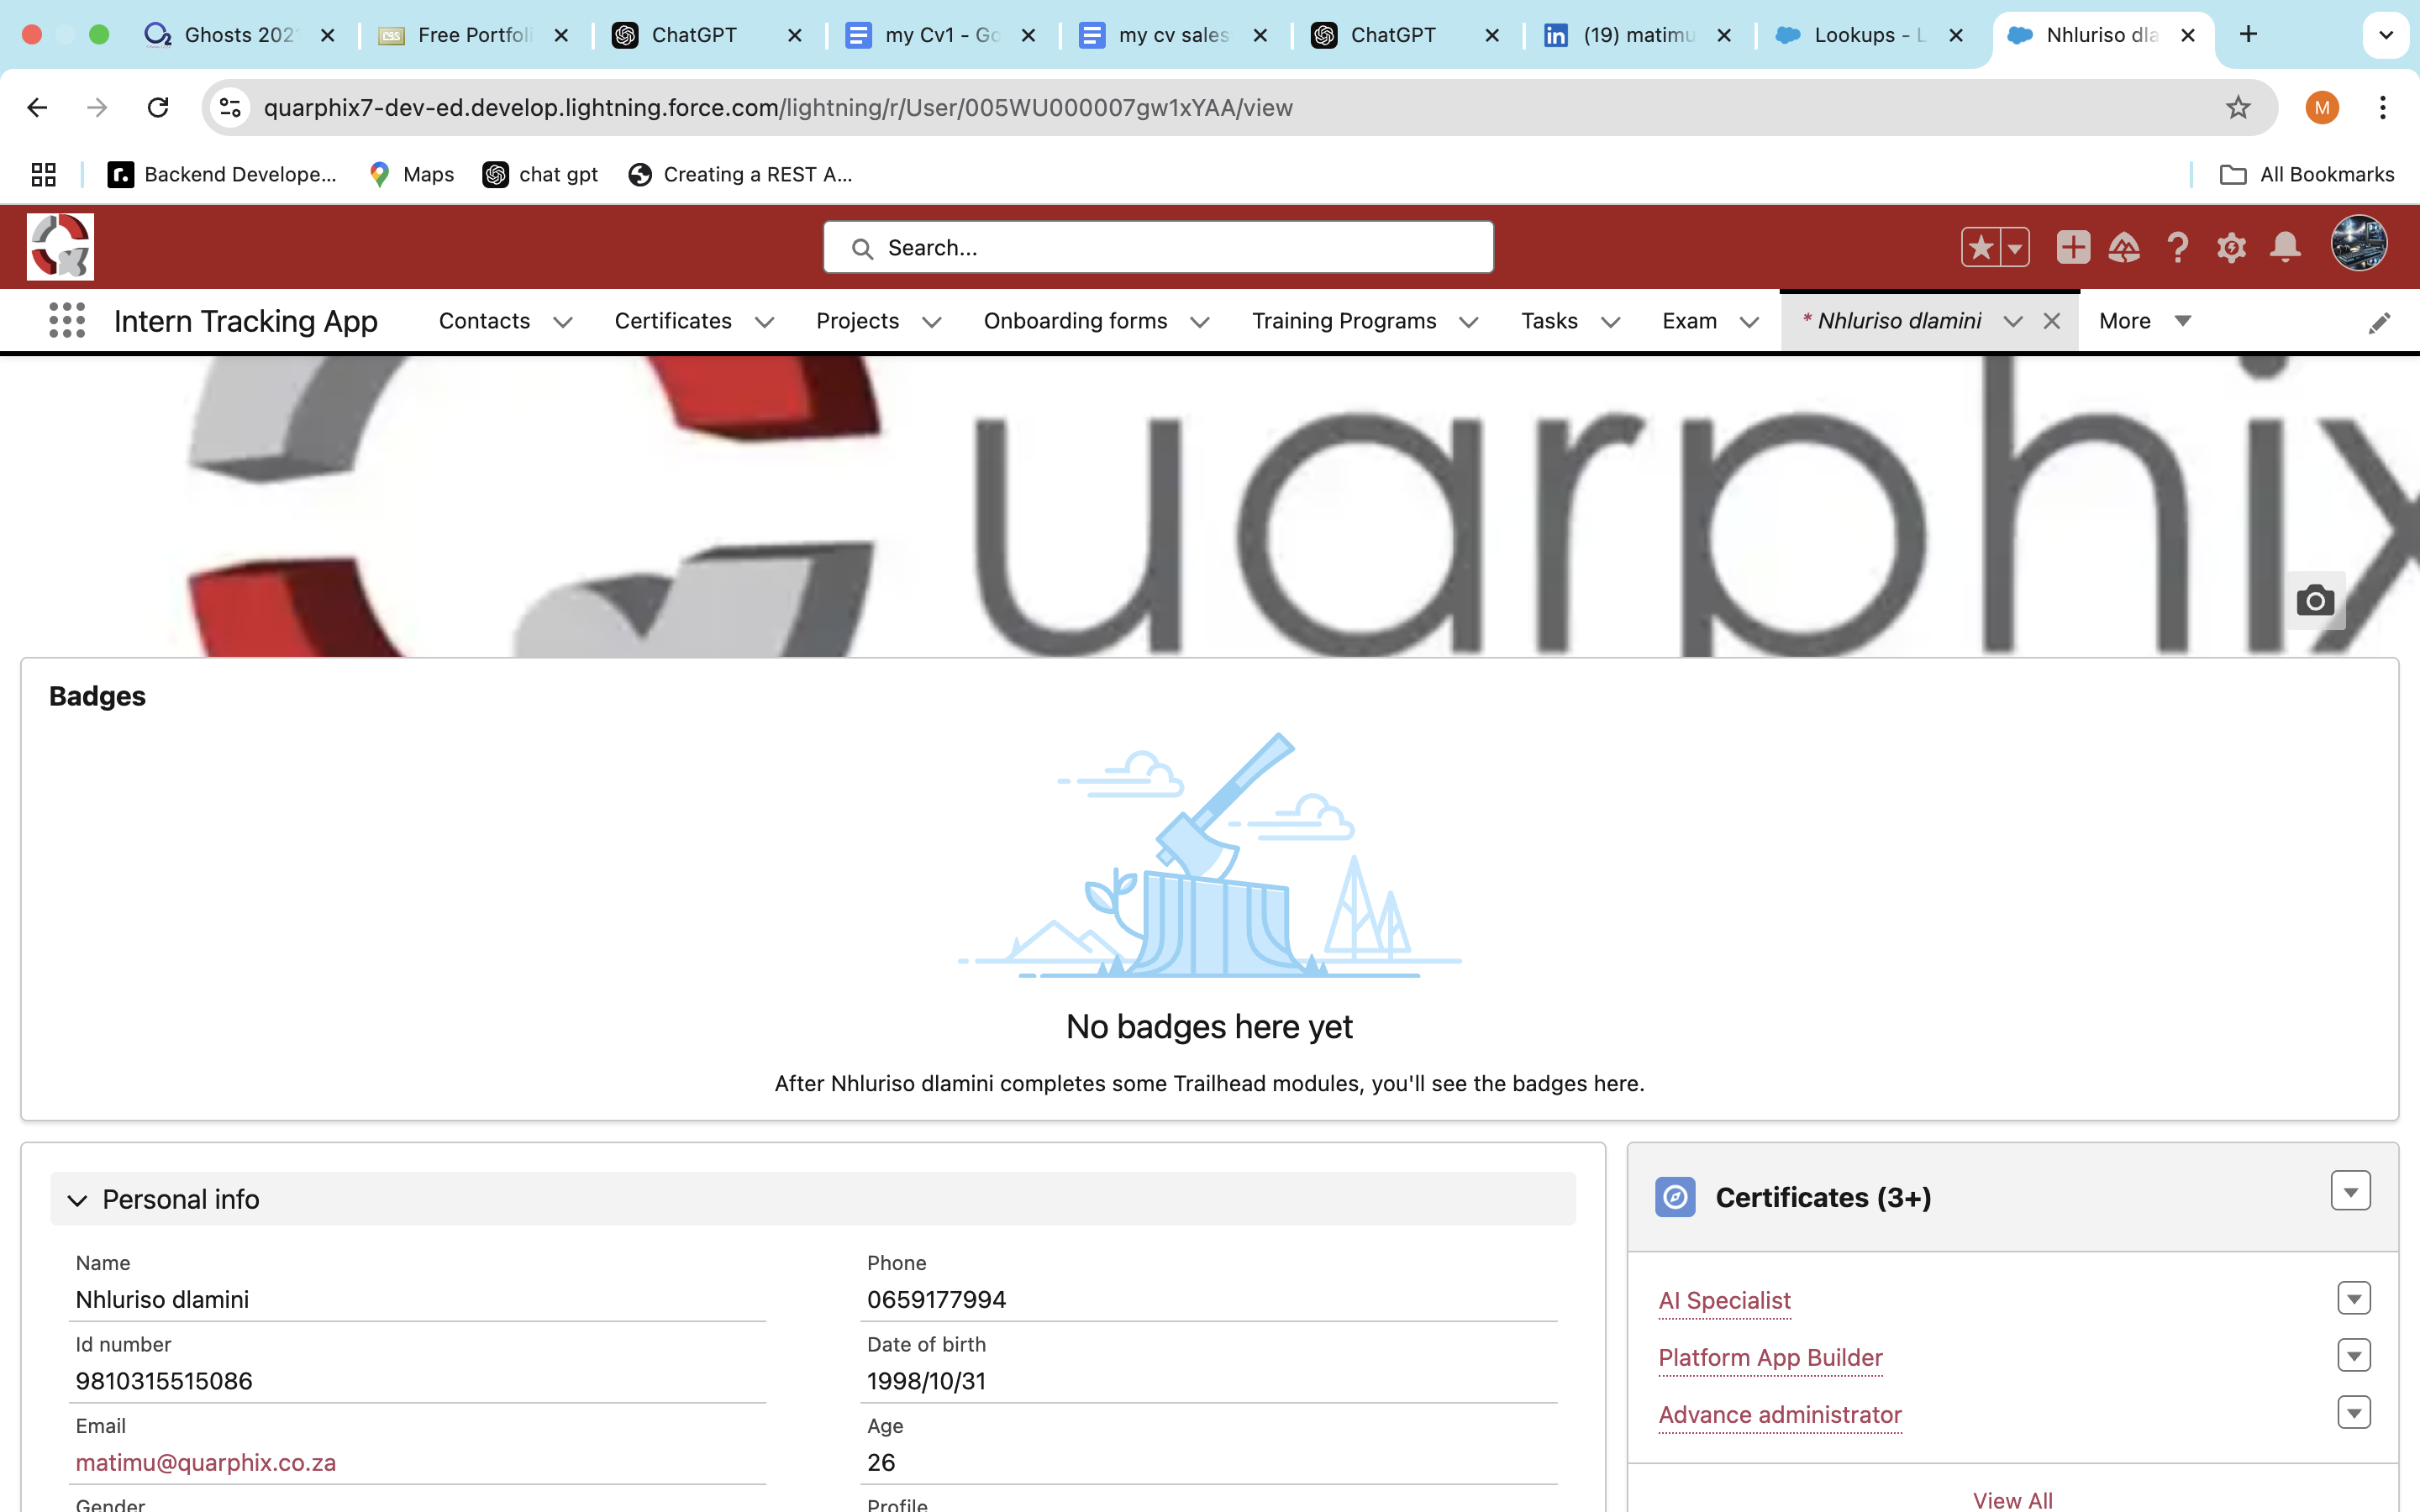 Ghosts 202
Free Portfoli
ChatGPT
my Cv1 - Go
my cv sales
ChatGPT
(19) matimu
Lookups - L
Nhluriso dla
quarphix7-dev-ed.develop.lightning.force.com/lightning/r/User/005WU000007gw1xYAA/view
M
Backend Develope...
Maps
chat gpt
Creating a REST A...
All Bookmarks
Search...
Intern Tracking App
Contacts
Certificates
Projects
Onboarding forms
Training Programs
Tasks
Exam
* Nhluriso dlamini
More
uarphix
Badges
No badges here yet
After Nhluriso dlamini completes some Trailhead modules, you'll see the badges here.
Personal info
Name
Nhluriso dlamini
Phone
0659177994
Id number
9810315515086
Date of birth
1998/10/31
Email
matimu@quarphix.co.za
Age
26
Gender
Profile
Certificates (3+)
AI Specialist
Platform App Builder
Advance administrator
View All